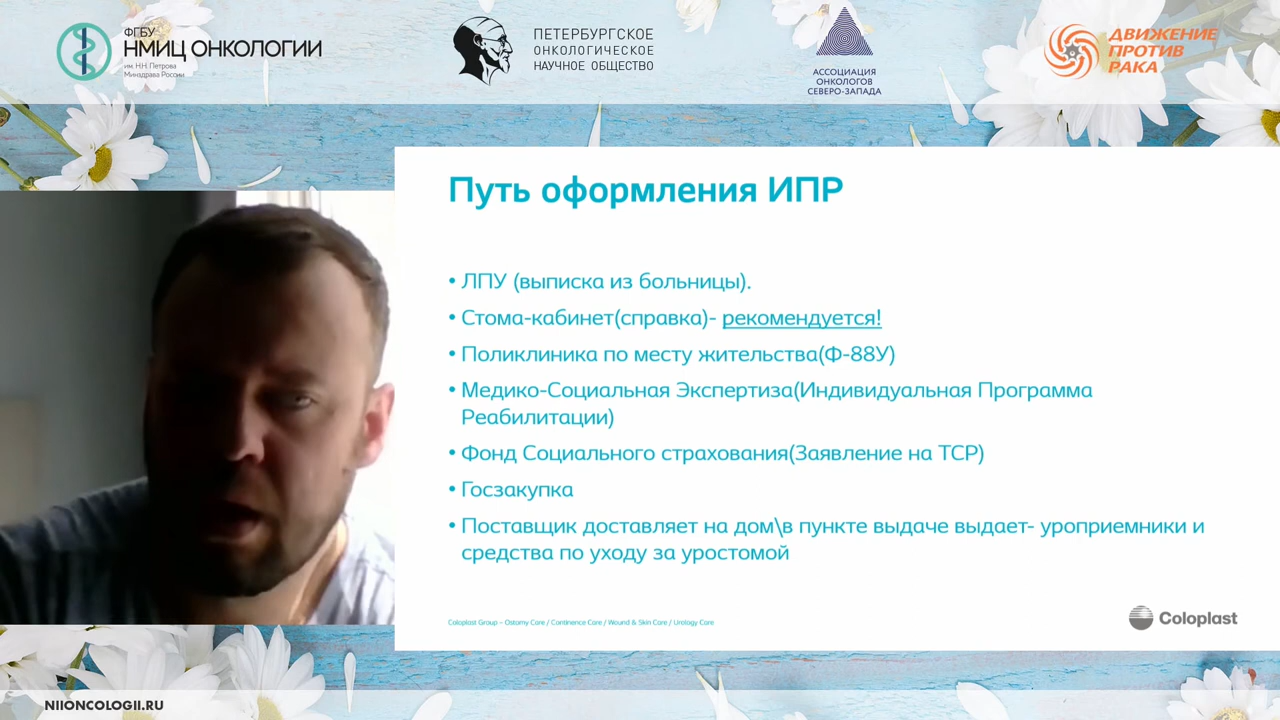 ФГБУ
НМИЦ ОНКОЛОГИИ
им. Н.Н. Петрова
Минздрава России
ПЕТЕРБУРГСКОЕ
ОНКОЛОГИЧЕСКОЕ
НАУЧНОЕ ОБЩЕСТВО
АССОЦИАЦИЯ
ОНКОЛОГОВ
СЕВЕРО-ЗАПАДА
ДВИЖЕНИЕ
ПРОТИВ
РАКА
Путь оформления ИПР
• ЛПУ (выписка из больницы).
• Стома-кабинет(справка)- рекомендуется!
• Поликлиника по месту жительства(Ф-88У)
• Медико-Социальная Экспертиза(Индивидуальная Программа
Реабилитации)
• Фонд Социального страхования(Заявление на ТСР)
• Госзакупка
• Поставщик доставляет на дом\в пункте выдаче выдает- уроприемники и
средства по уходу за уростомой
Coloplast Group – Ostomy Care / Continence Care / Wound & Skin Care / Urology Care
Coloplast
NIIONCOLOGII.RU